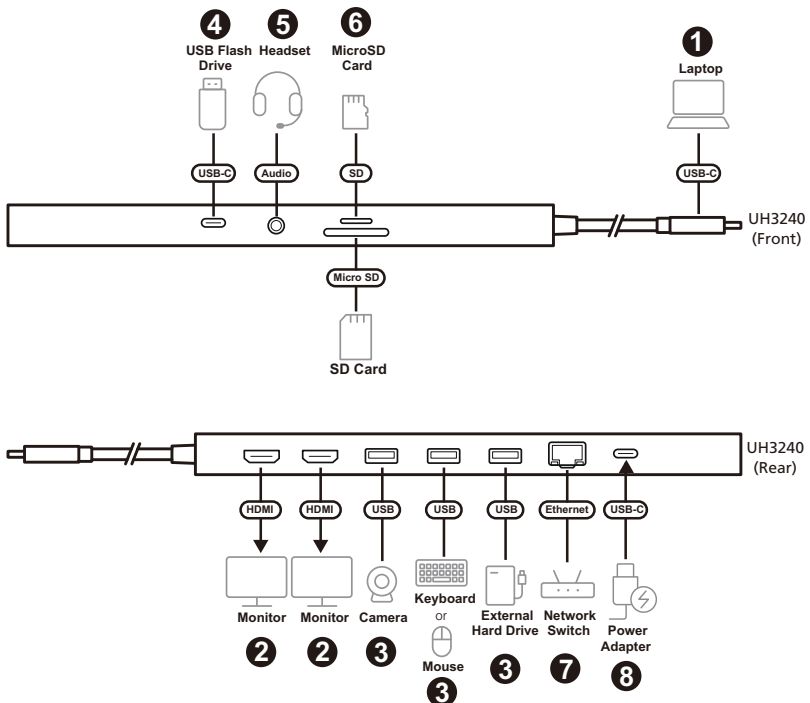 4 5 6 1
USB Flash
Drive
Headset
MicroSD
Card
Laptop
USB-C
Audio
SD
USB-C
UH3240
(Front)
Micro SD
SD Card
UH3240
(Rear)
HDMI
HDMI
USB
USB
USB
Ethernet
USB-C
Monitor
Monitor
Camera
Keyboard
or
Mouse
External
Hard Drive
Network
Switch
Power
Adapter
2 2 3 3 3 7 8